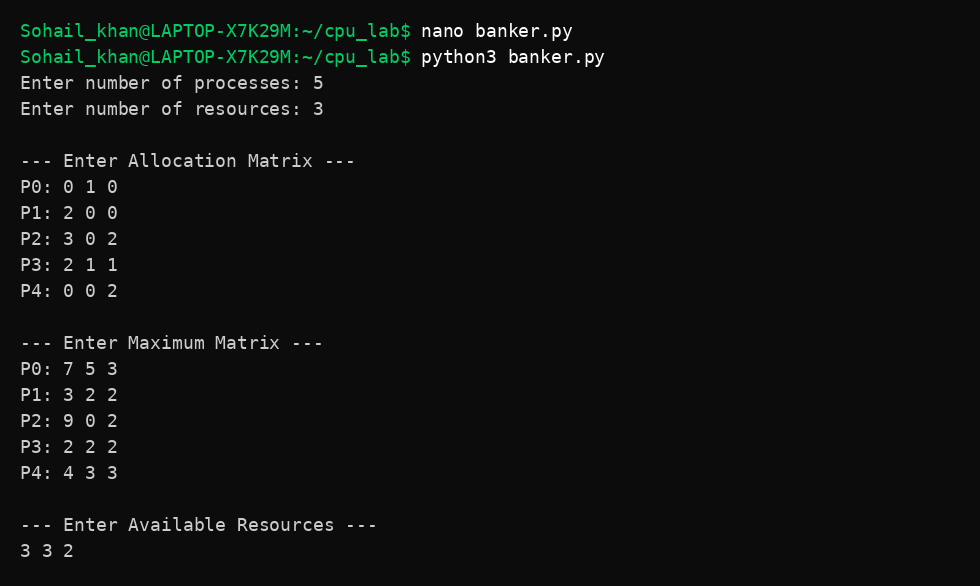 Sohail_khan@LAPTOP-X7K29M:~/cpu_lab$ nano banker.py
Sohail_khan@LAPTOP-X7K29M:~/cpu_lab$ python3 banker.py
Enter number of processes: 5
Enter number of resources: 3
--- Enter Allocation Matrix ---
P0: 0 1 0
P1: 2 0 0
P2: 3 0 2
P3: 2 1 1
P4: 0 0 2
--- Enter Maximum Matrix ---
P0: 7 5 3
P1: 3 2 2
P2: 9 0 2
P3: 2 2 2
P4: 4 3 3
--- Enter Available Resources ---
3 3 2